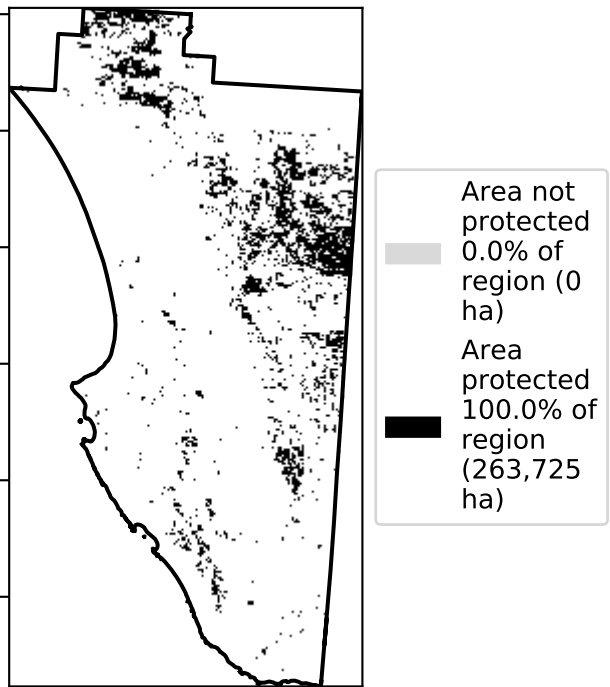 Area not
protected
0.0% of
region (0
ha)
Area
protected
100.0% of
region
(263,725
ha)